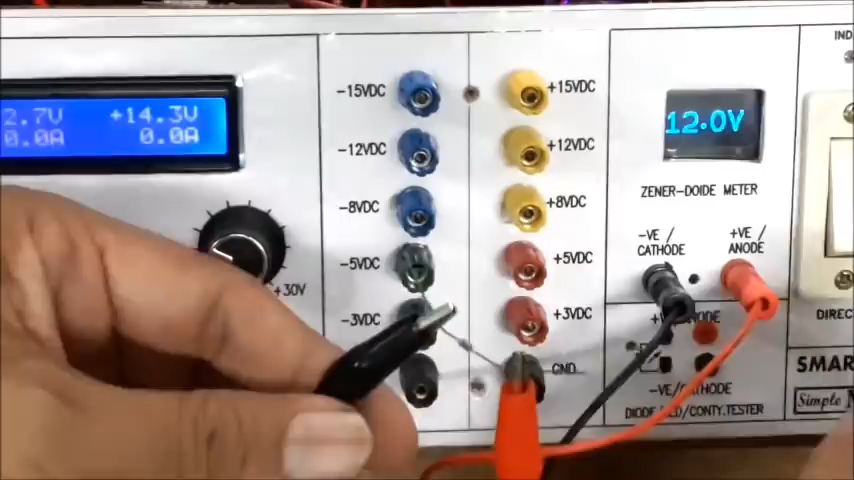 2.7V +14.3V
0.0A 0.0A
-15VDC
-12VDC
-8VDC
-5VDC
-3VDC
+30V
+15VDC
+12VDC
+8VDC
+5VDC
+3VDC
GND
12.0V
ZENER-DOIDE METER
-VE/ CATHODE
+VE/ ANODE
-VE/CATHODE
DIODE/LED/CONTY.TESTER
IND
DIREC
SMAR
Simple